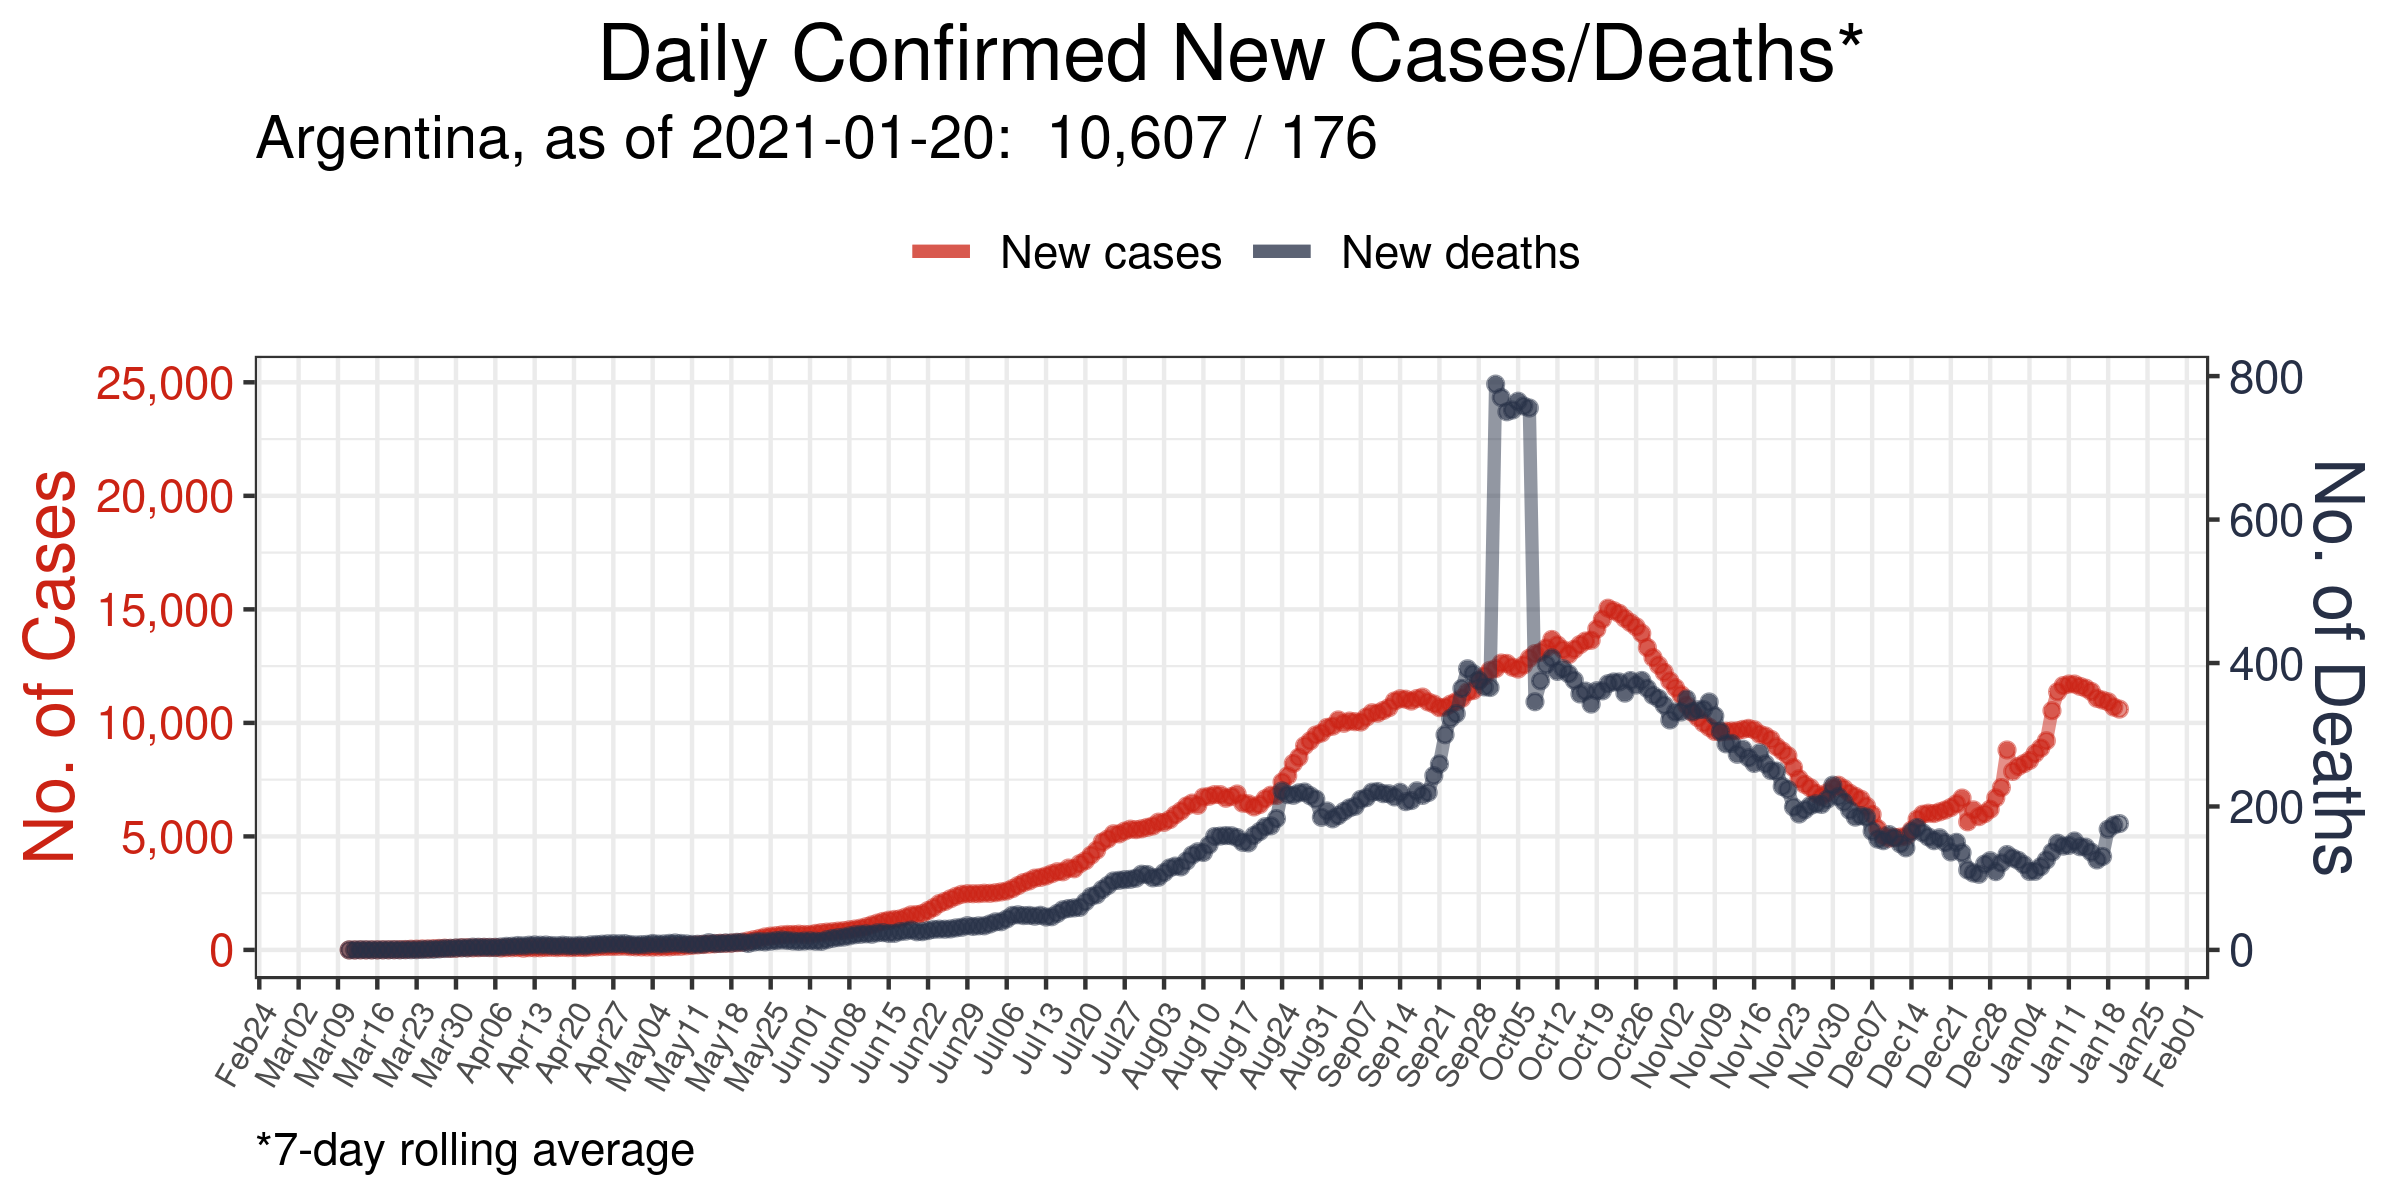 Daily Confirmed New Cases/Deaths*
Argentina, as of 2021-01-20:  10,607 / 176
New cases New deaths
No. of Cases
25,000
20,000
15,000
10,000
5,000
0
800
600
400
200
0
No. of Deaths
Feb24 Mar02 Mar09 Mar16 Mar23 Mar30 Apr06 Apr13 Apr20 Apr27 May04 May11 May18 May25 Jun01 Jun08 Jun15 Jun22 Jun29 Jul06 Jul13 Jul20 Jul27 Aug03 Aug10 Aug17 Aug24 Aug31 Sep07 Sep14 Sep21 Sep28 Oct05 Oct12 Oct19 Oct26 Nov02 Nov09 Nov16 Nov23 Nov30 Dec07 Dec14 Dec21 Dec28 Jan04 Jan11 Jan18 Jan25 Feb01
*7-day rolling average